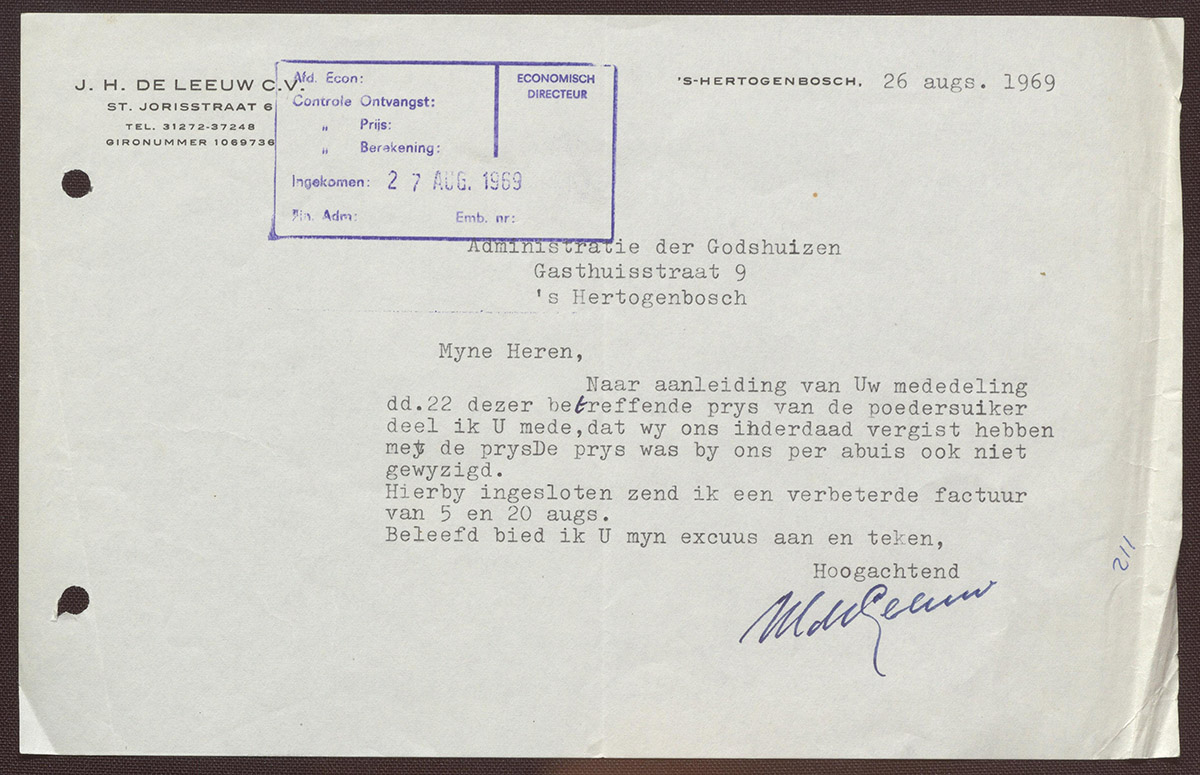 J. H. DE LEEUW C.V.
ST. JORISSTRAAT 6
TEL. 31272-37248
GIRONUMMER 1069736
Afd. Econ:
Controle Ontvangst:
" Prijs:
" Berekening:
Ingekomen: 27 AUG. 1969
Fin. Adm: Emb. nr:
ECONOMISCH
DIRECTEUR
'S-HERTOGENBOSCH, 26 augs. 1969
Administratie der Godshuizen
Gasthuisstraat 9
's Hertogenbosch
Myne Heren,
Naar aanleiding van Uw mededeling
dd.22 dezer betreffende prys van de poedersuiker
deel ik U mede,dat wy ons inderdaad vergist hebben
met de prysDe prys was by ons per abuis ook niet
gewyzigd.
Hierby ingesloten zend ik een verbeterde factuur
van 5 en 20 augs.
Beleefd bied ik U myn excuus aan en teken,
Hoogachtend
211